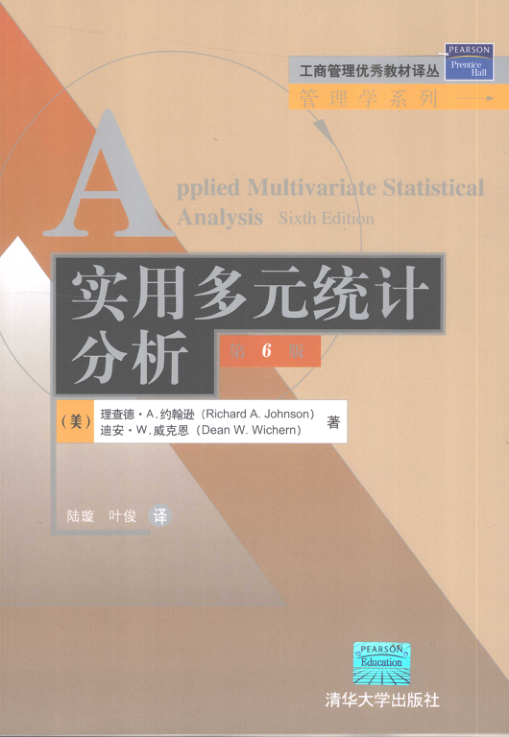 PEARSON
Prentice
Hall
工商管理优秀教材译丛
管理学系列
Applied Multivariate Statistical
Analysis Sixth Edition
实用多元统计
分析
第 6 版
(美) 理查德·A.约翰逊 (Richard A. Johnson)
迪安·W.威克恩 (Dean W. Wichern) 著
陆璇 叶俊 译
PEARSON
Education
清华大学出版社